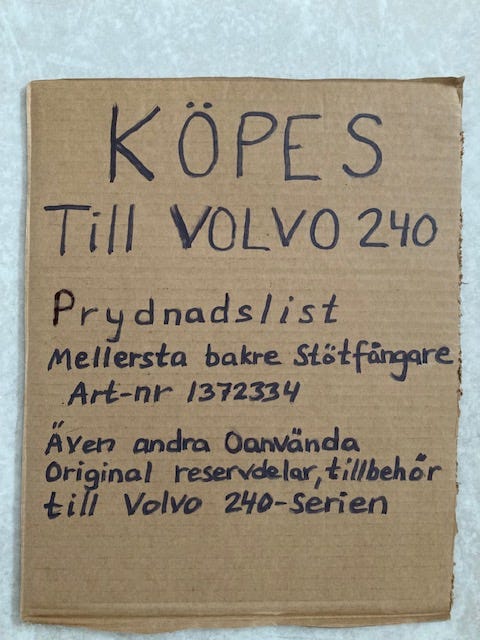 KÖPES
Till VOLVO 240
Prydnadslist
Mellersta bakre Stötfångare
Art-nr 1372334
Även andra Oanvända
Original reservdelar, tillbehör
till Volvo 240-Serien